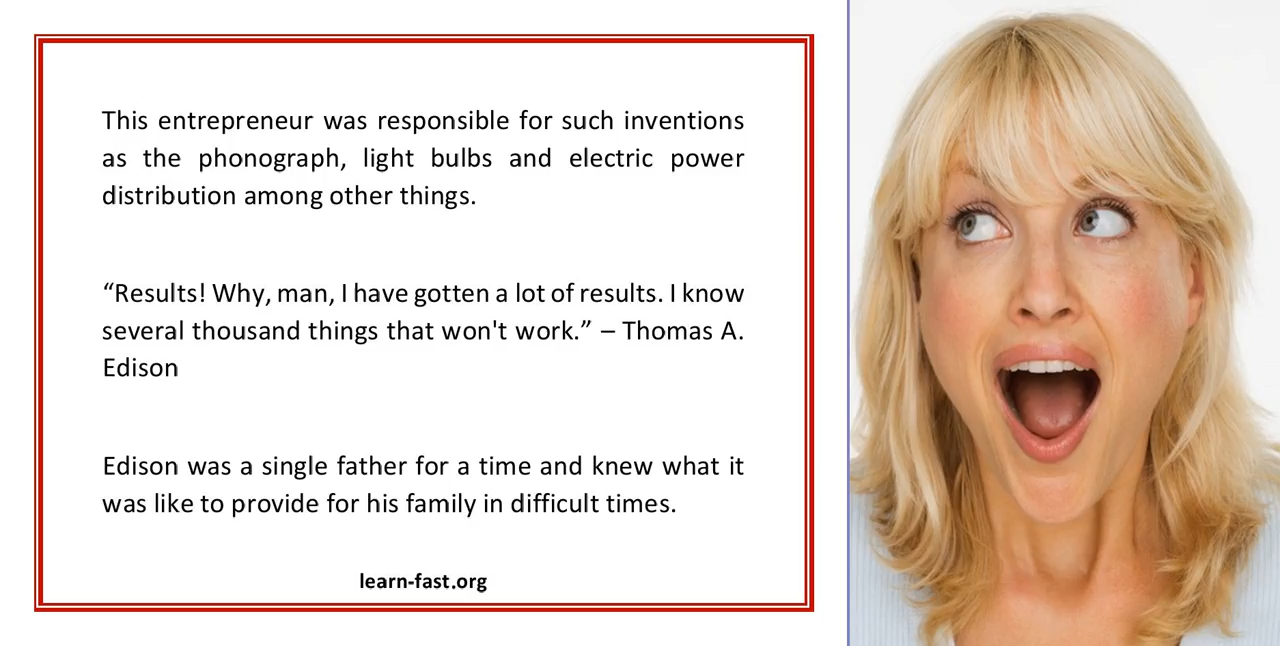 This entrepreneur was responsible for such inventions
as the phonograph, light bulbs and electric power
distribution among other things.
“Results! Why, man, I have gotten a lot of results. I know
several thousand things that won't work.” – Thomas A.
Edison
Edison was a single father for a time and knew what it
was like to provide for his family in difficult times.
learn-fast.org